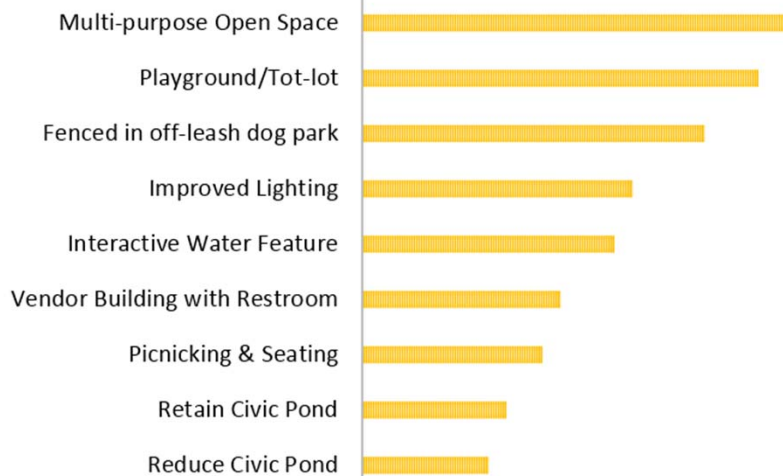 Multi-purpose Open Space
Playground/Tot-lot
Fenced in off-leash dog park
Improved Lighting
Interactive Water Feature
Vendor Building with Restroom
Picnicking & Seating
Retain Civic Pond
Reduce Civic Pond